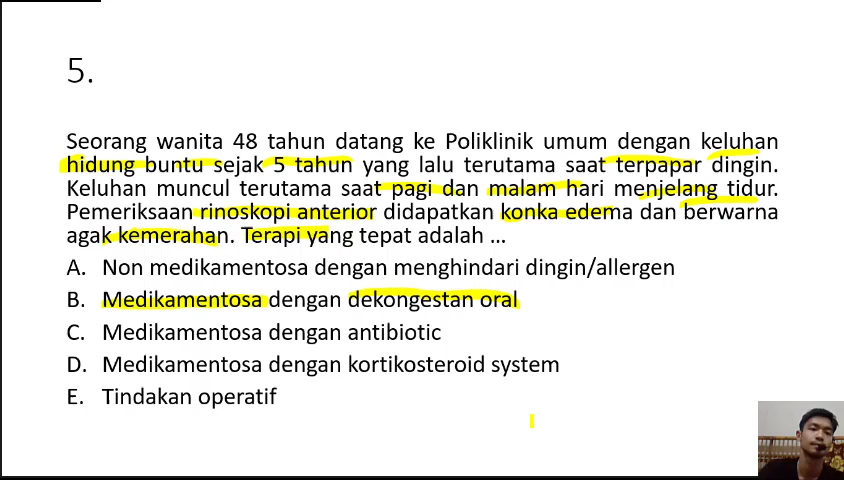 5.
Seorang wanita 48 tahun datang ke Poliklinik umum dengan keluhan
hidung buntu sejak 5 tahun yang lalu terutama saat terpapar dingin.
Keluhan muncul terutama saat pagi dan malam hari menjelang tidur.
Pemeriksaan rinoskopi anterior didapatkan konka edema dan berwarna
agak kemerahan. Terapi yang tepat adalah ...
A. Non medikamentosa dengan menghindari dingin/allergen
B. Medikamentosa dengan dekongestan oral
C. Medikamentosa dengan antibiotic
D. Medikamentosa dengan kortikosteroid system
E. Tindakan operatif